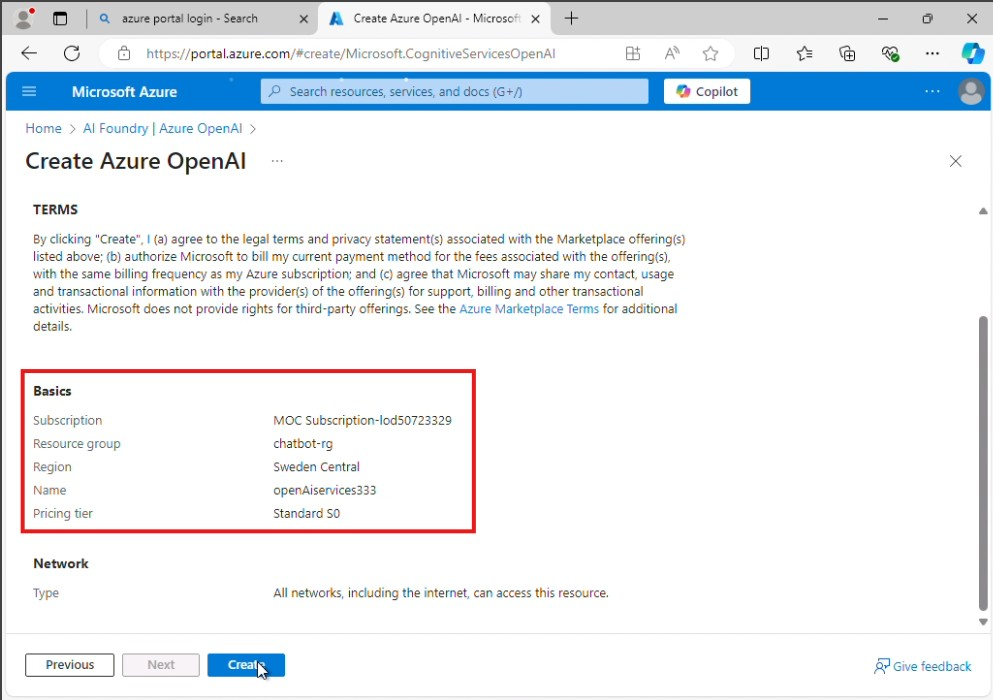 azure portal login - Search
Create Azure OpenAI - Microsoft
https://portal.azure.com/#create/Microsoft.CognitiveServicesOpenAI
Microsoft Azure
Search resources, services, and docs (G+/)
Copilot
Home > AI Foundry | Azure OpenAI >
Create Azure OpenAI ...
TERMS
By clicking "Create", I (a) agree to the legal terms and privacy statement(s) associated with the Marketplace offering(s)
listed above; (b) authorize Microsoft to bill my current payment method for the fees associated with the offering(s),
with the same billing frequency as my Azure subscription; and (c) agree that Microsoft may share my contact, usage
and transactional information with the provider(s) of the offering(s) for support, billing and other transactional
activities. Microsoft does not provide rights for third-party offerings. See the Azure Marketplace Terms for additional
details.
Basics
Subscription MOC Subscription-lod50723329
Resource group chatbot-rg
Region Sweden Central
Name openAiservices333
Pricing tier Standard S0
Network
Type All networks, including the internet, can access this resource.
Previous Next Create
Give feedback